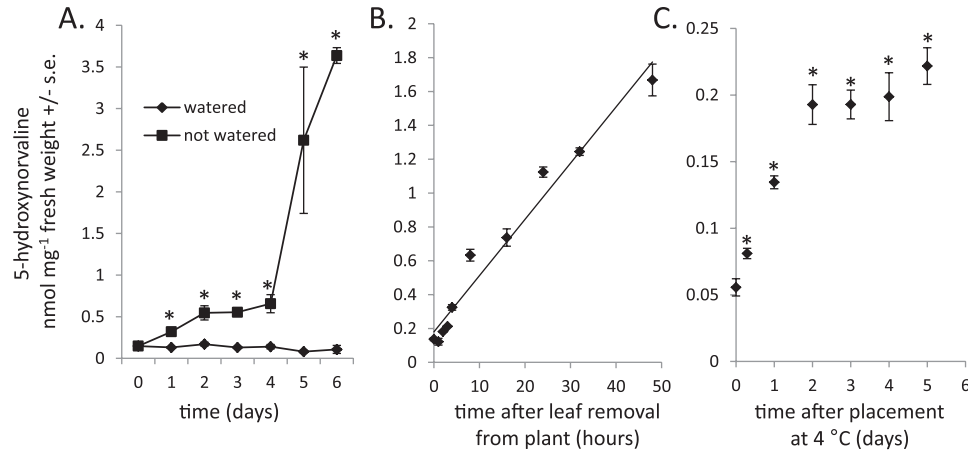 A.
B.
C.
5-hydroxynorvaline
nmol mg-1 fresh weight +/- s.e.
4
3.5
3
2.5
2
1.5
1
0.5
0
watered
not watered
*
*
*
*
*
*
0 1 2 3 4 5 6
time (days)
2
1.8
1.6
1.4
1.2
1
0.8
0.6
0.4
0.2
0
0 10 20 30 40 50
time after leaf removal
from plant (hours)
0.25
0.2
0.15
0.1
0.05
0
*
*
*
*
*
*
0 1 2 3 4 5 6
time after placement
at 4 °C (days)